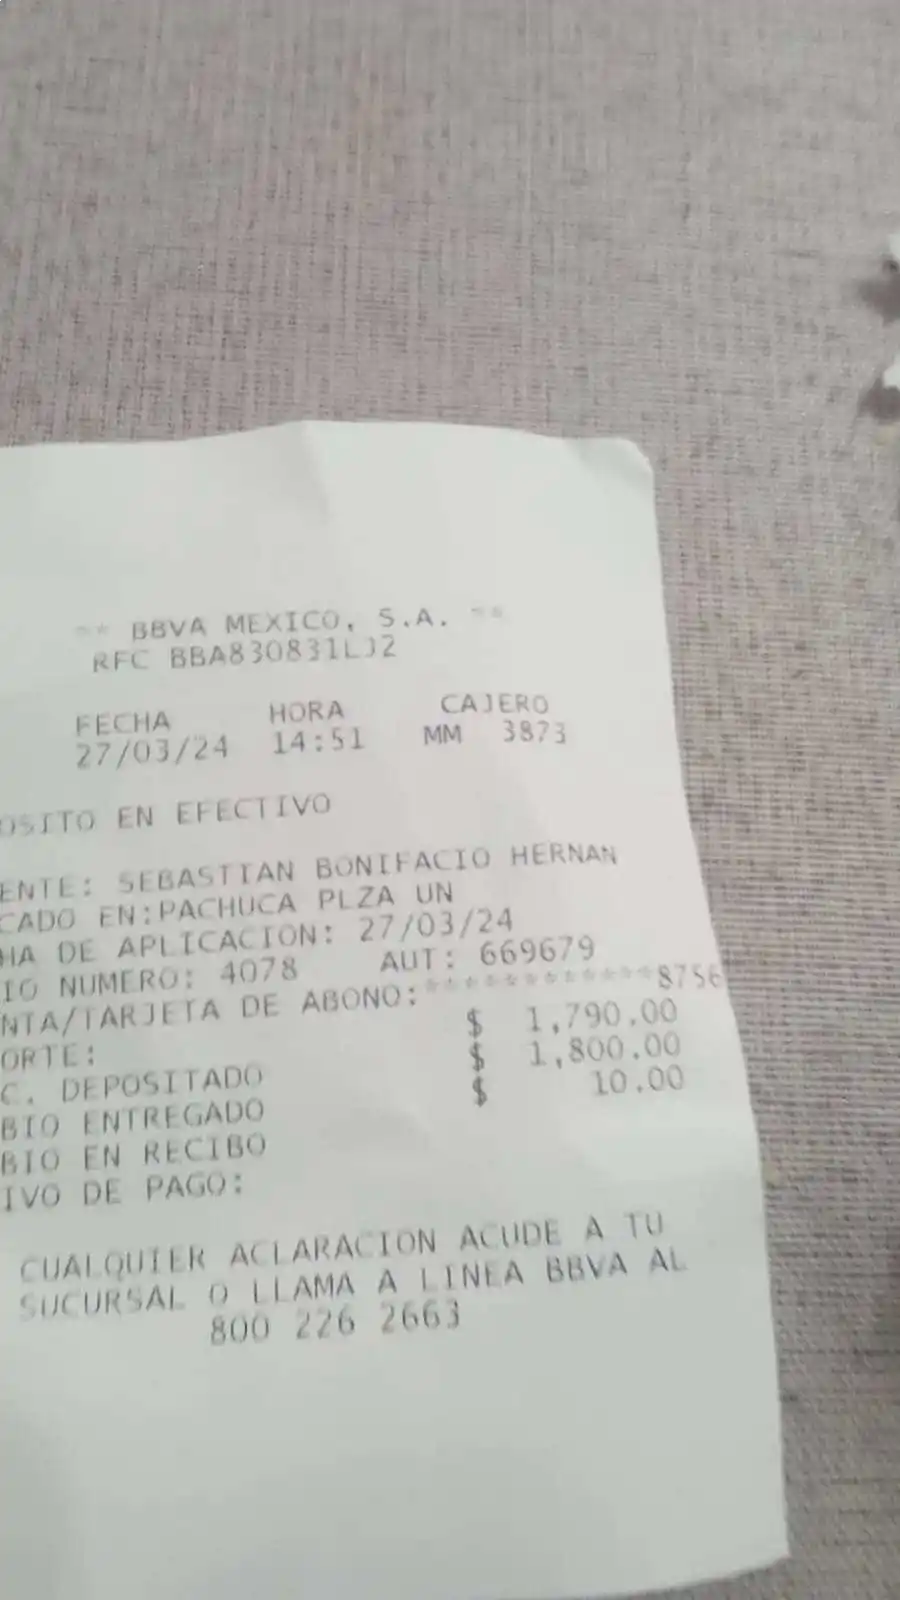 ** BBVA MEXICO, S.A. **
RFC BBA830831LJ2
FECHA HORA CAJERO
27/03/24 14:51 MM 3873
OSITO EN EFECTIVO
ENTE: SEBASTIAN BONIFACIO HERNAN
CADO EN:PACHUCA PLZA UN
HA DE APLICACION: 27/03/24
IO NUMERO: 4078 AUT: 669679
NTA/TARJETA DE ABONO:************8756
ORTE: $ 1,790.00
C. DEPOSITADO $ 1,800.00
BIO ENTREGADO $ 10.00
BIO EN RECIBO
IVO DE PAGO:
CUALQUIER ACLARACION ACUDE A TU
SUCURSAL O LLAMA A LINEA BBVA AL
800 226 2663